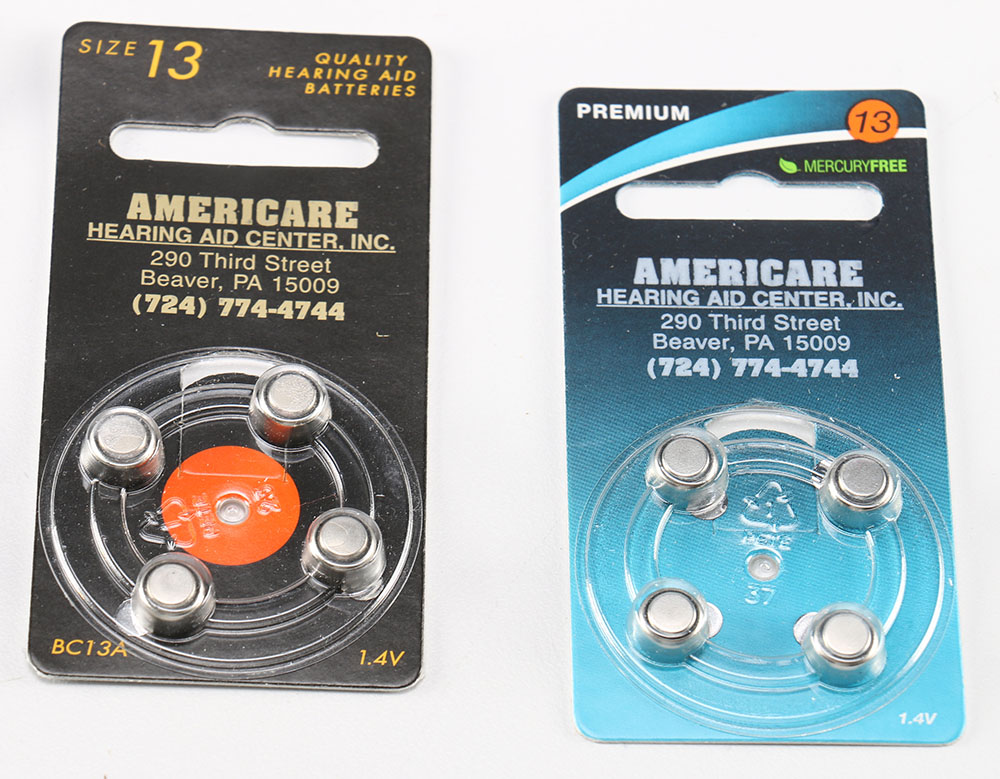 SIZE 13
QUALITY
HEARING AID
BATTERIES
AMERICARE
HEARING AID CENTER, INC.
290 Third Street
Beaver, PA 15009
(724) 774-4744
BC13A
1.4V
PREMIUM
13
MERCURYFREE
AMERICARE
HEARING AID CENTER, INC.
290 Third Street
Beaver, PA 15009
(724) 774-4744
1.4V